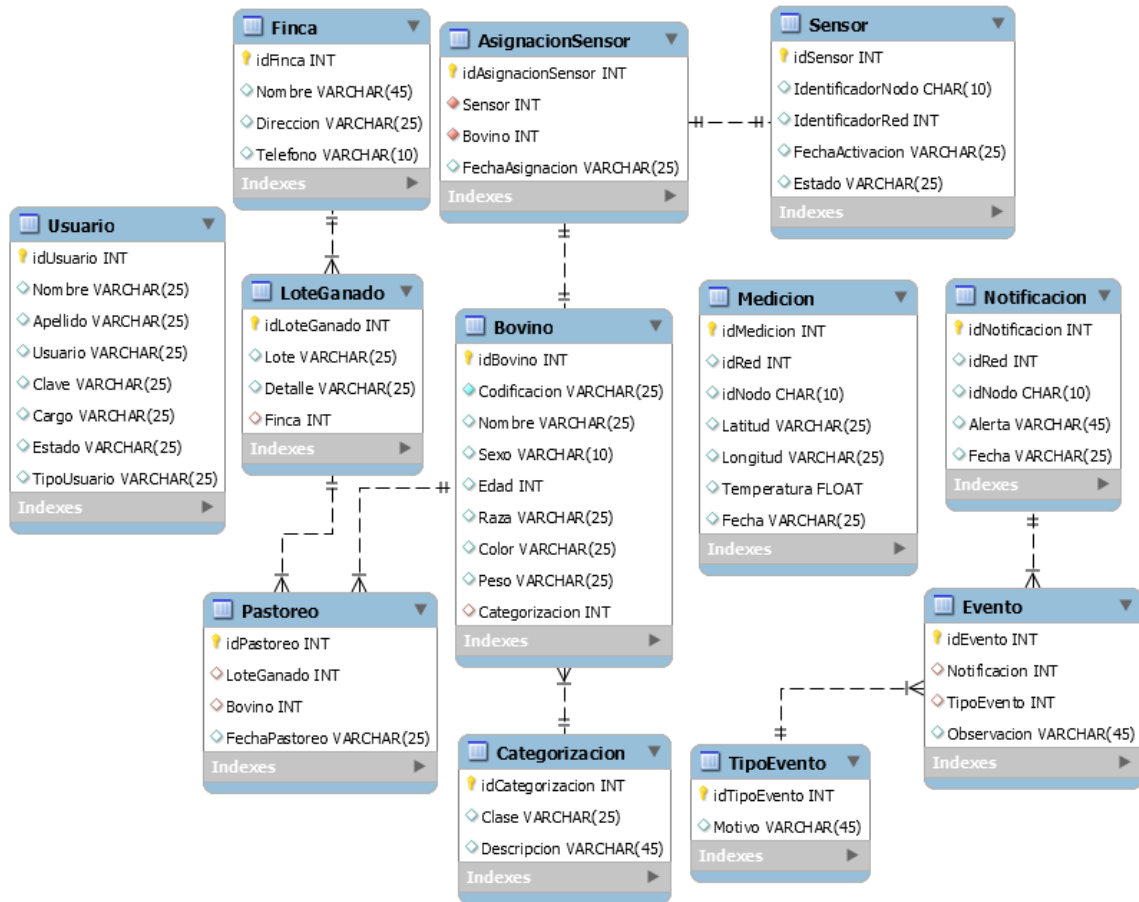 Finca
idFinca INT
Nombre VARCHAR(45)
Direccion VARCHAR(25)
Telefono VARCHAR(10)
Indexes
AsignacionSensor
idAsignacionSensor INT
Sensor INT
Bovino INT
FechaAsignacion VARCHAR(25)
Indexes
Sensor
idSensor INT
IdentificadorNodo CHAR(10)
IdentificadorRed INT
FechaActivacion VARCHAR(25)
Estado VARCHAR(25)
Indexes
Usuario
idUsuario INT
Nombre VARCHAR(25)
Apellido VARCHAR(25)
Usuario VARCHAR(25)
Clave VARCHAR(25)
Cargo VARCHAR(25)
Estado VARCHAR(25)
TipoUsuario VARCHAR(25)
Indexes
LoteGanado
idLoteGanado INT
Lote VARCHAR(25)
Detalle VARCHAR(25)
Finca INT
Indexes
Bovino
idBovino INT
Codificacion VARCHAR(25)
Nombre VARCHAR(25)
Sexo VARCHAR(10)
Edad INT
Raza VARCHAR(25)
Color VARCHAR(25)
Peso VARCHAR(25)
Categorizacion INT
Indexes
Medicion
idMedicion INT
idRed INT
idNodo CHAR(10)
Latitud VARCHAR(25)
Longitud VARCHAR(25)
Temperatura FLOAT
Fecha VARCHAR(25)
Indexes
Notificacion
idNotificacion INT
idRed INT
idNodo CHAR(10)
Alerta VARCHAR(45)
Fecha VARCHAR(25)
Indexes
Pastoreo
idPastoreo INT
LoteGanado INT
Bovino INT
FechaPastoreo VARCHAR(25)
Indexes
Categorizacion
idCategorizacion INT
Clase VARCHAR(25)
Descripcion VARCHAR(45)
Indexes
TipoEvento
idTipoEvento INT
Motivo VARCHAR(45)
Indexes
Evento
idEvento INT
Notificacion INT
TipoEvento INT
Observacion VARCHAR(45)
Indexes